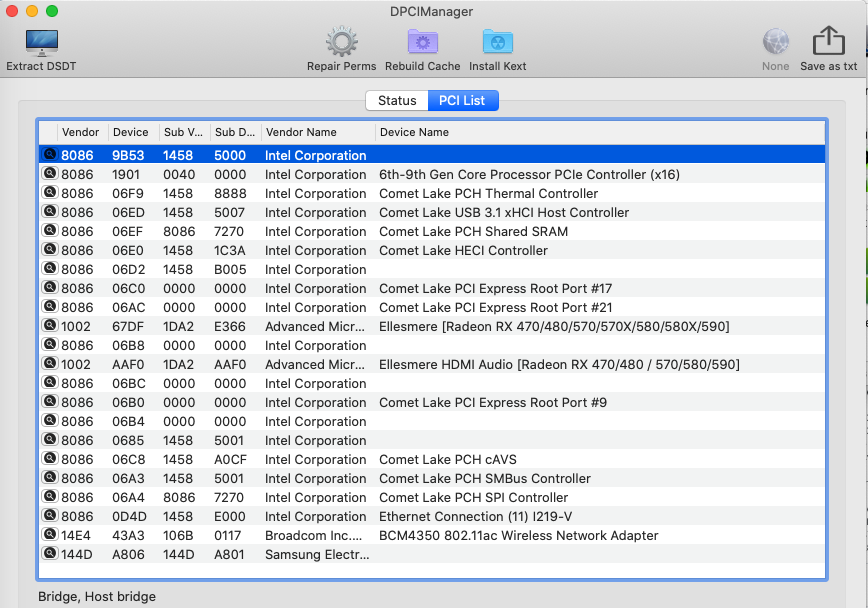 DPCIManager
Extract DSDT Repair Perms Rebuild Cache Install Kext None Save as txt
Status PCI List
Vendor Device Sub V... Sub D... Vendor Name Device Name
8086 9B53 1458 5000 Intel Corporation
8086 1901 0040 0000 Intel Corporation 6th-9th Gen Core Processor PCIe Controller (x16)
8086 06F9 1458 8888 Intel Corporation Comet Lake PCH Thermal Controller
8086 06ED 1458 5007 Intel Corporation Comet Lake USB 3.1 xHCI Host Controller
8086 06EF 8086 7270 Intel Corporation Comet Lake PCH Shared SRAM
8086 06E0 1458 1C3A Intel Corporation Comet Lake HECI Controller
8086 06D2 1458 B005 Intel Corporation
8086 06C0 0000 0000 Intel Corporation Comet Lake PCI Express Root Port #17
8086 06AC 0000 0000 Intel Corporation Comet Lake PCI Express Root Port #21
1002 67DF 1DA2 E366 Advanced Micr... Ellesmere [Radeon RX 470/480/570/570X/580/580X/590]
8086 06B8 0000 0000 Intel Corporation
1002 AAF0 1DA2 AAF0 Advanced Micr... Ellesmere HDMI Audio [Radeon RX 470/480 / 570/580/590]
8086 06BC 0000 0000 Intel Corporation
8086 06B0 0000 0000 Intel Corporation Comet Lake PCI Express Root Port #9
8086 06B4 0000 0000 Intel Corporation
8086 0685 1458 5001 Intel Corporation
8086 06C8 1458 A0CF Intel Corporation Comet Lake PCH cAVS
8086 06A3 1458 5001 Intel Corporation Comet Lake PCH SMBus Controller
8086 06A4 8086 7270 Intel Corporation Comet Lake PCH SPI Controller
8086 0D4D 1458 E000 Intel Corporation Ethernet Connection (11) I219-V
14E4 43A3 106B 0117 Broadcom Inc.... BCM4350 802.11ac Wireless Network Adapter
144D A806 144D A801 Samsung Electr...
Bridge, Host bridge